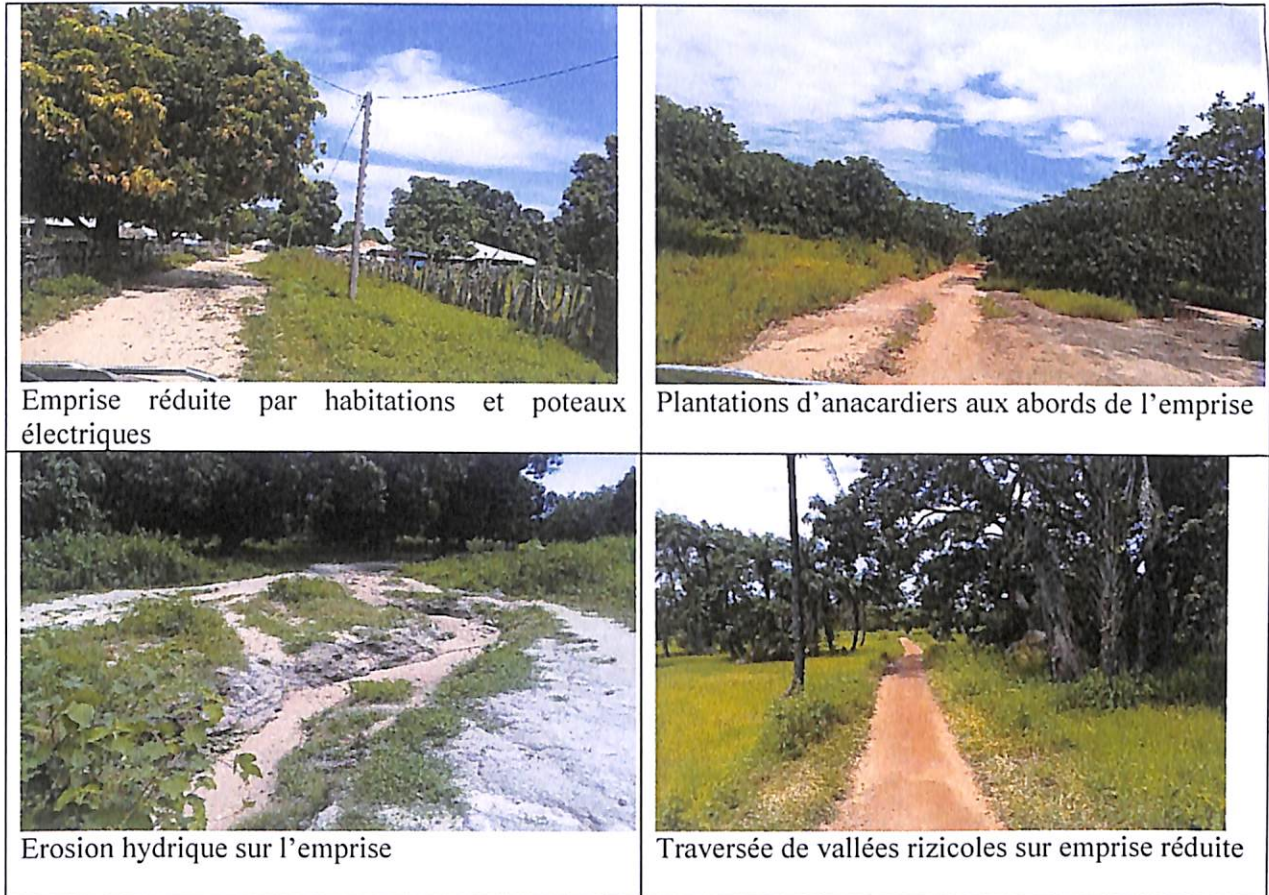 Emprise réduite par habitations et poteaux
électriques
Plantations d'anacardiers aux abords de l'emprise
Erosion hydrique sur l'emprise
Traversée de vallées rizicoles sur emprise réduite